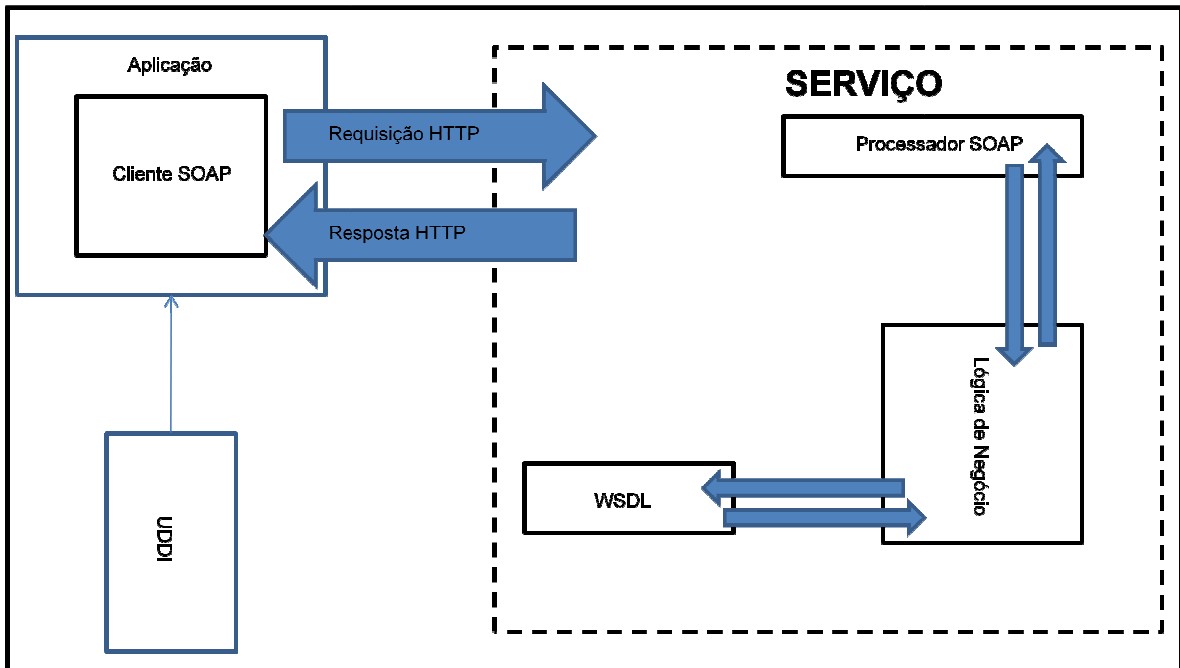 Aplicação
Cliente SOAP
Requisição HTTP
Resposta HTTP
SERVIÇO
Processador SOAP
Lógica de Negócio
WSDL
UDDI